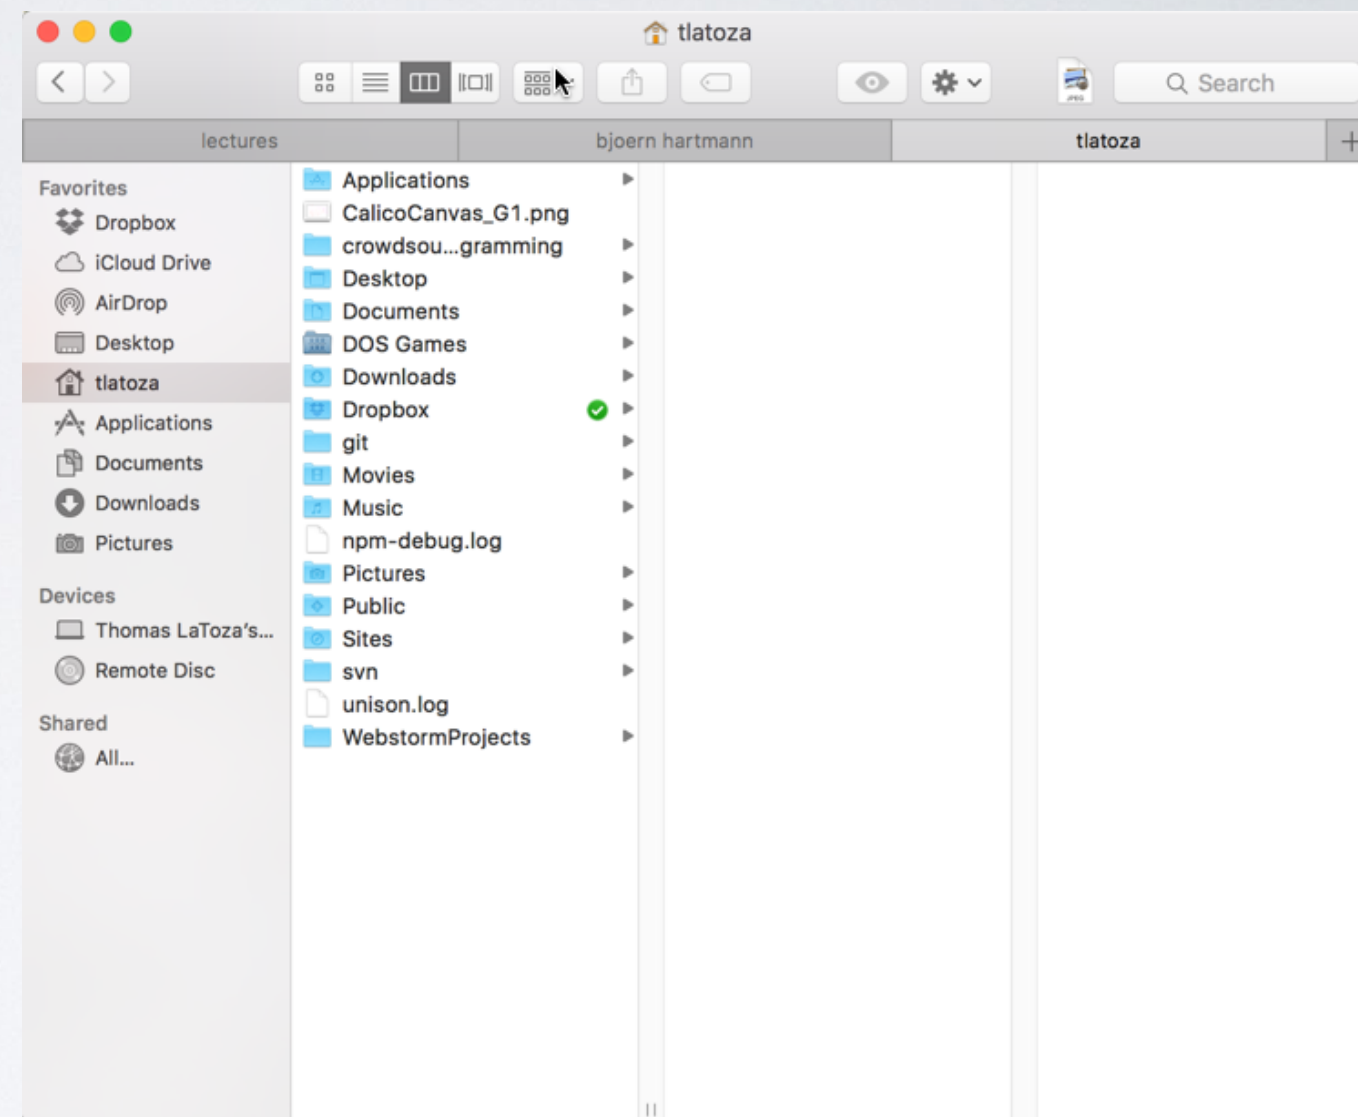 tlatoza
JPEG
Search
lectures
bjoern hartmann
tlatoza
+
Favorites
Dropbox
iCloud Drive
AirDrop
Desktop
tlatoza
Applications
Documents
Downloads
Pictures
Devices
Thomas LaToza's...
Remote Disc
Shared
All...
Applications
CalicoCanvas_G1.png
crowdsou...gramming
Desktop
Documents
DOS Games
Downloads
Dropbox
git
Movies
Music
npm-debug.log
Pictures
Public
Sites
svn
unison.log
WebstormProjects